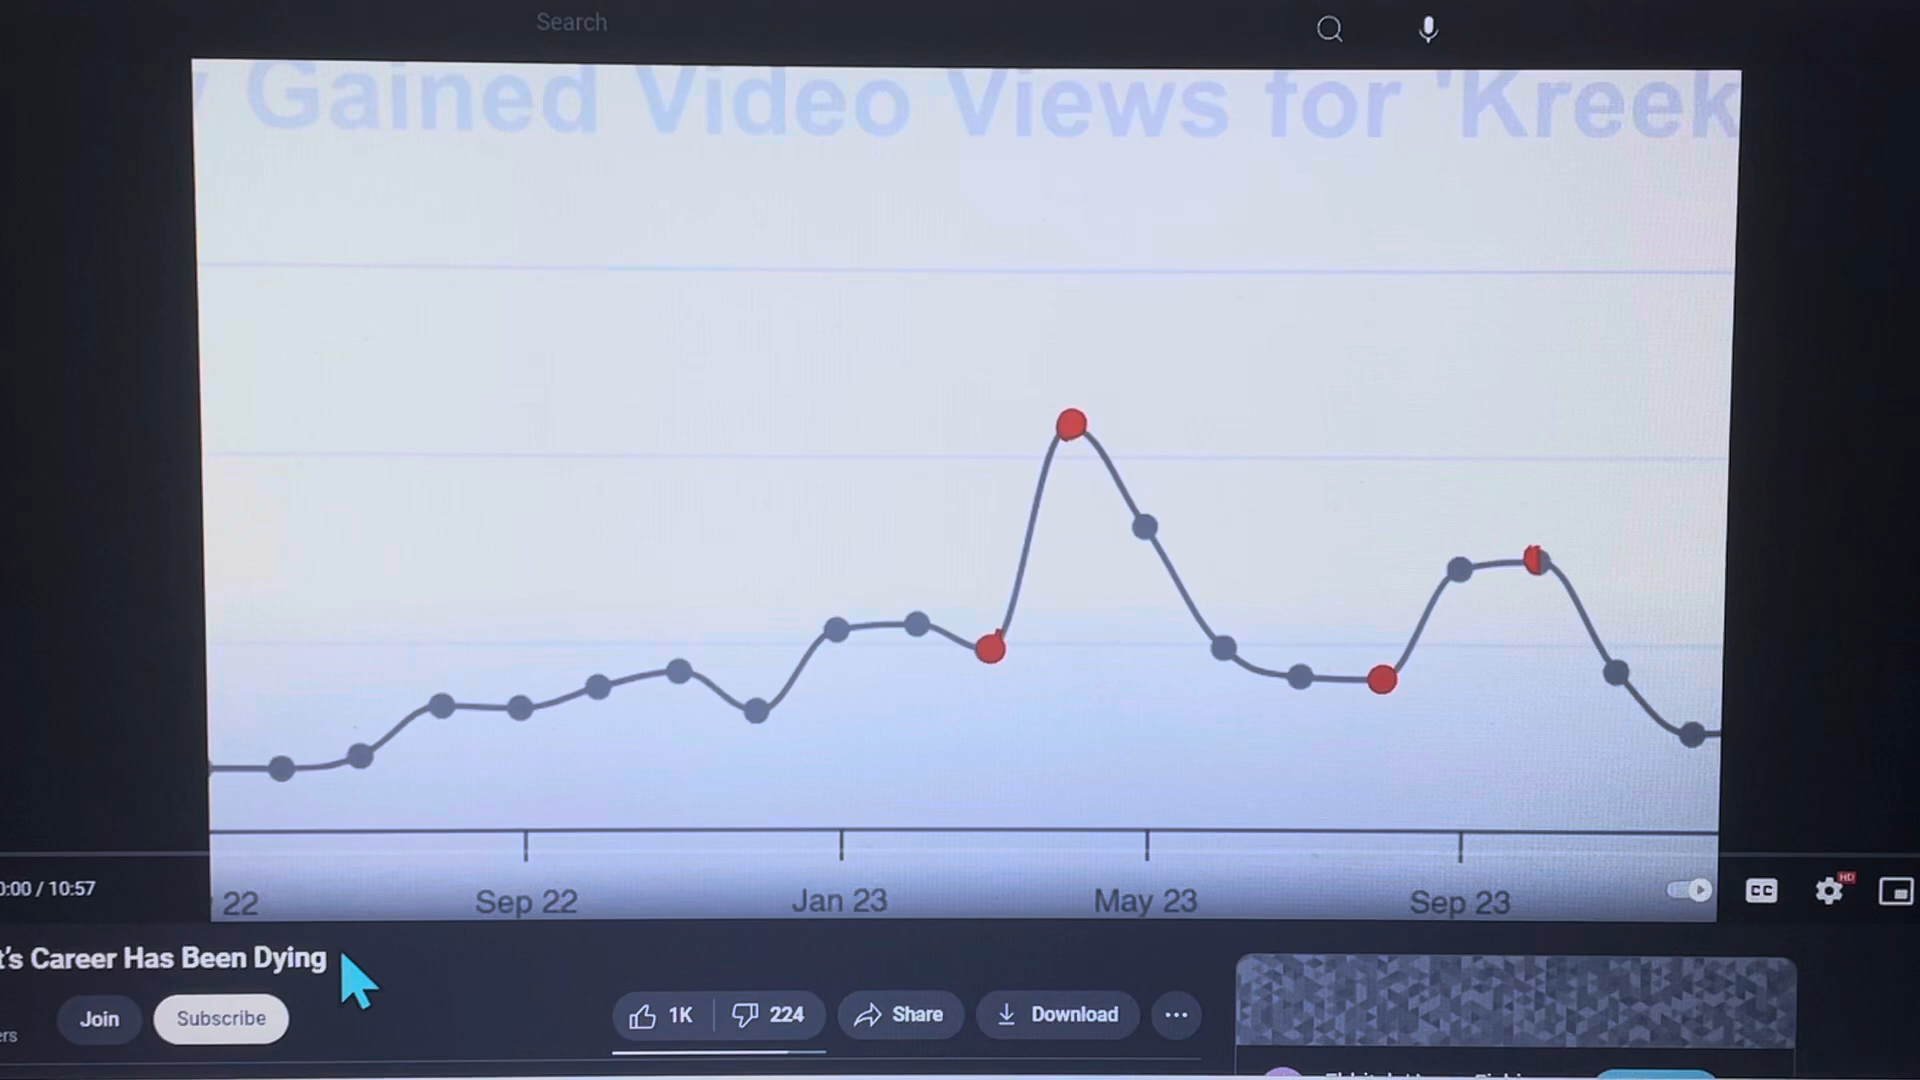 Search
Gained Video Views for 'Kreek
22
Sep 22
Jan 23
May 23
Sep 23
0:00 / 10:57
CC
HD
t's Career Has Been Dying
ers
Join
Subscribe
1K
224
Share
Download